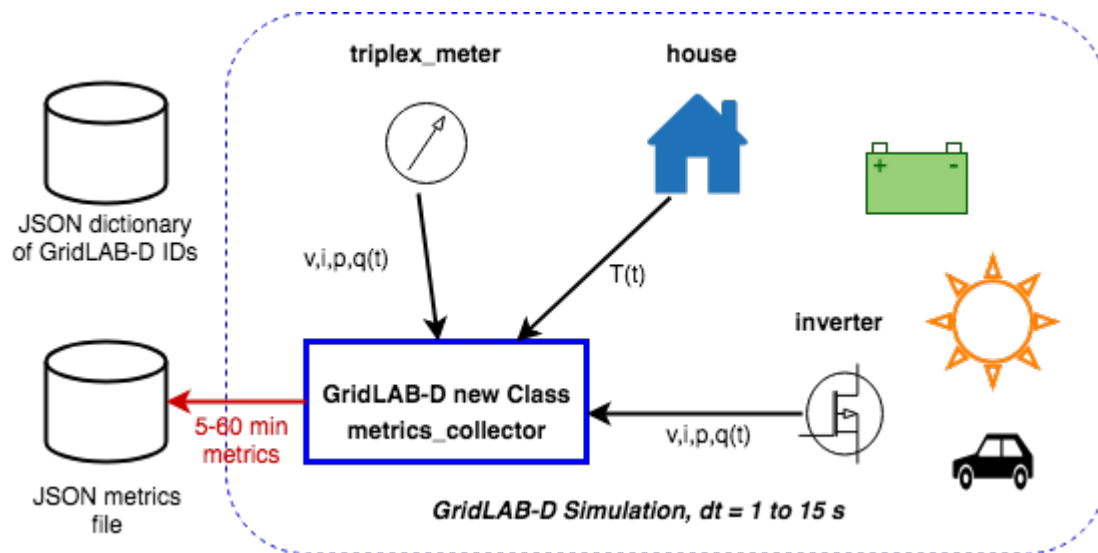 triplex_meter
house
+
-
JSON dictionary
of GridLAB-D IDs
v,i,p,q(t)
T(t)
inverter
GridLAB-D new Class
metrics_collector
5-60 min
metrics
v,i,p,q(t)
JSON metrics
file
GridLAB-D Simulation, dt = 1 to 15 s